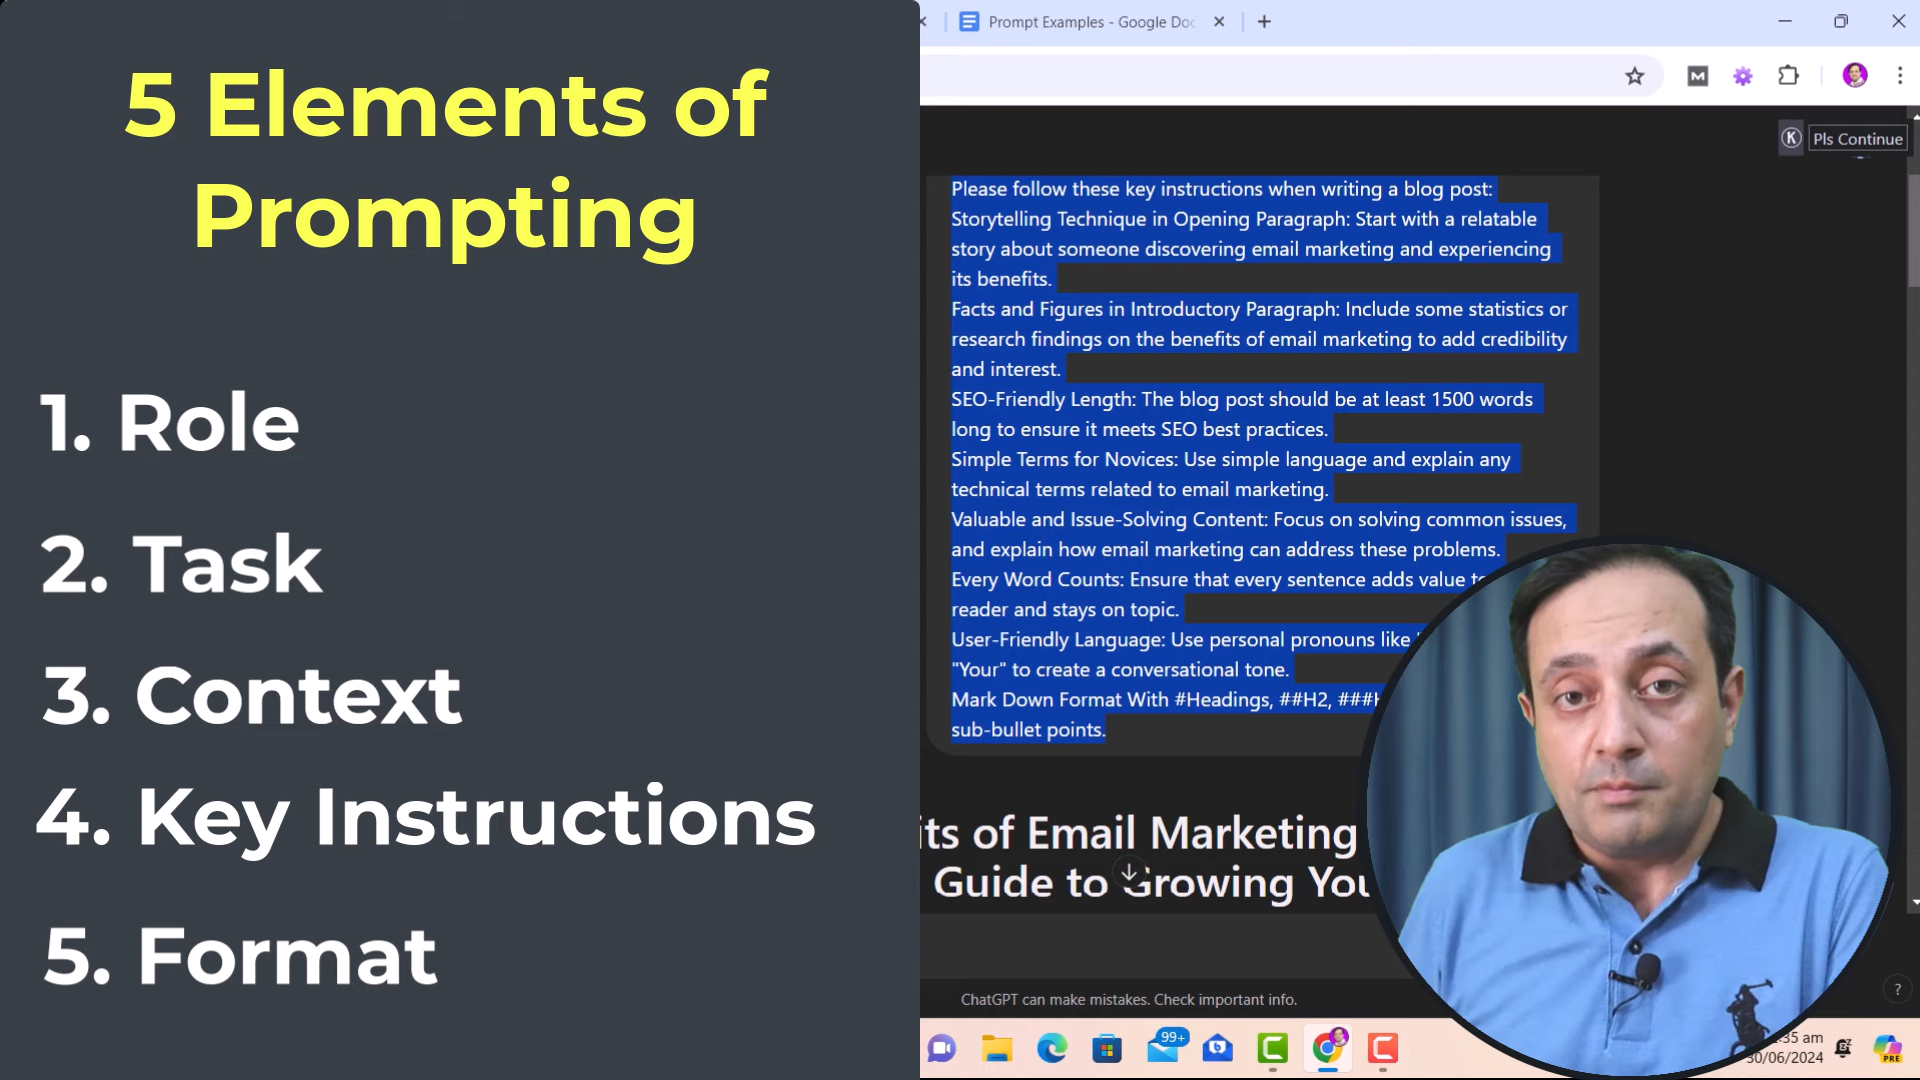 5 Elements of
Prompting
1. Role
2. Task
3. Context
4. Key Instructions
5. Format
Prompt Examples - Google Doc
Pls Continue
Please follow these key instructions when writing a blog post:
Storytelling Technique in Opening Paragraph: Start with a relatable
story about someone discovering email marketing and experiencing
its benefits.
Facts and Figures in Introductory Paragraph: Include some statistics or
research findings on the benefits of email marketing to add credibility
and interest.
SEO-Friendly Length: The blog post should be at least 1500 words
long to ensure it meets SEO best practices.
Simple Terms for Novices: Use simple language and explain any
technical terms related to email marketing.
Valuable and Issue-Solving Content: Focus on solving common issues,
and explain how email marketing can address these problems.
Every Word Counts: Ensure that every sentence adds value
reader and stays on topic.
User-Friendly Language: Use personal pronouns like
"Your" to create a conversational tone.
Mark Down Format With #Headings, ##H2,
sub-bullet points.
its of Email Marketing
Guide to Growing
ChatGPT can make mistakes. Check important info.
99+
:35 am
30/06/2024
PRE